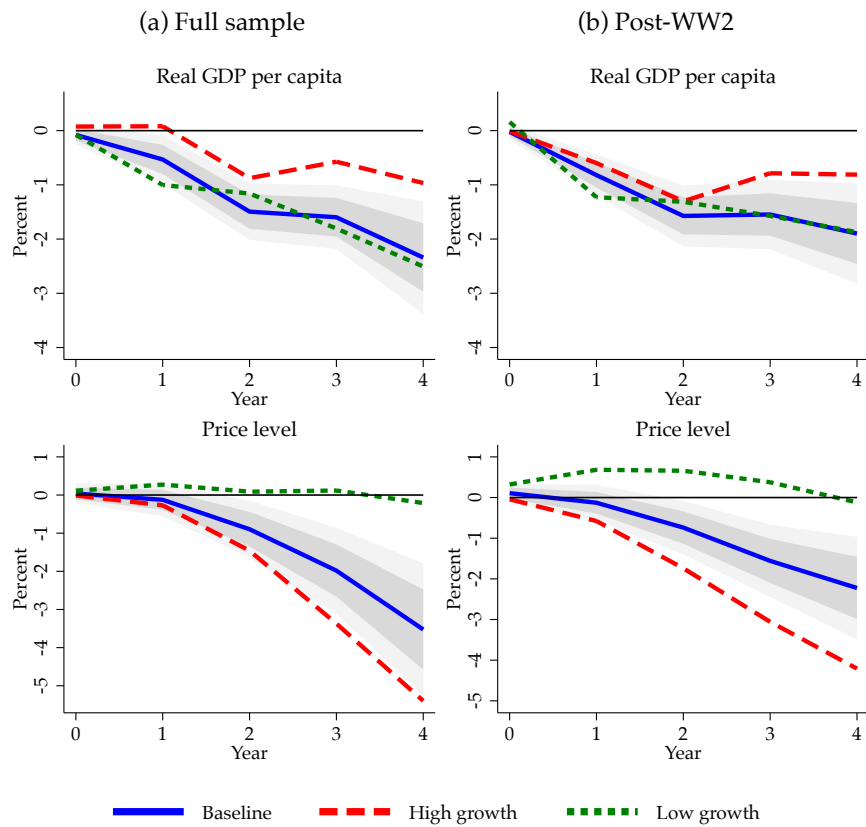 (a) Full sample
(b) Post-WW2
Real GDP per capita
0
-1
-2
-3
-4
Percent
0 1 2 3 4
Year
Real GDP per capita
0
-1
-2
-3
-4
Percent
0 1 2 3 4
Year
Price level
1
0
-1
-2
-3
-4
-5
Percent
0 1 2 3 4
Year
Price level
1
0
-1
-2
-3
-4
-5
Percent
0 1 2 3 4
Year
Baseline High growth Low growth